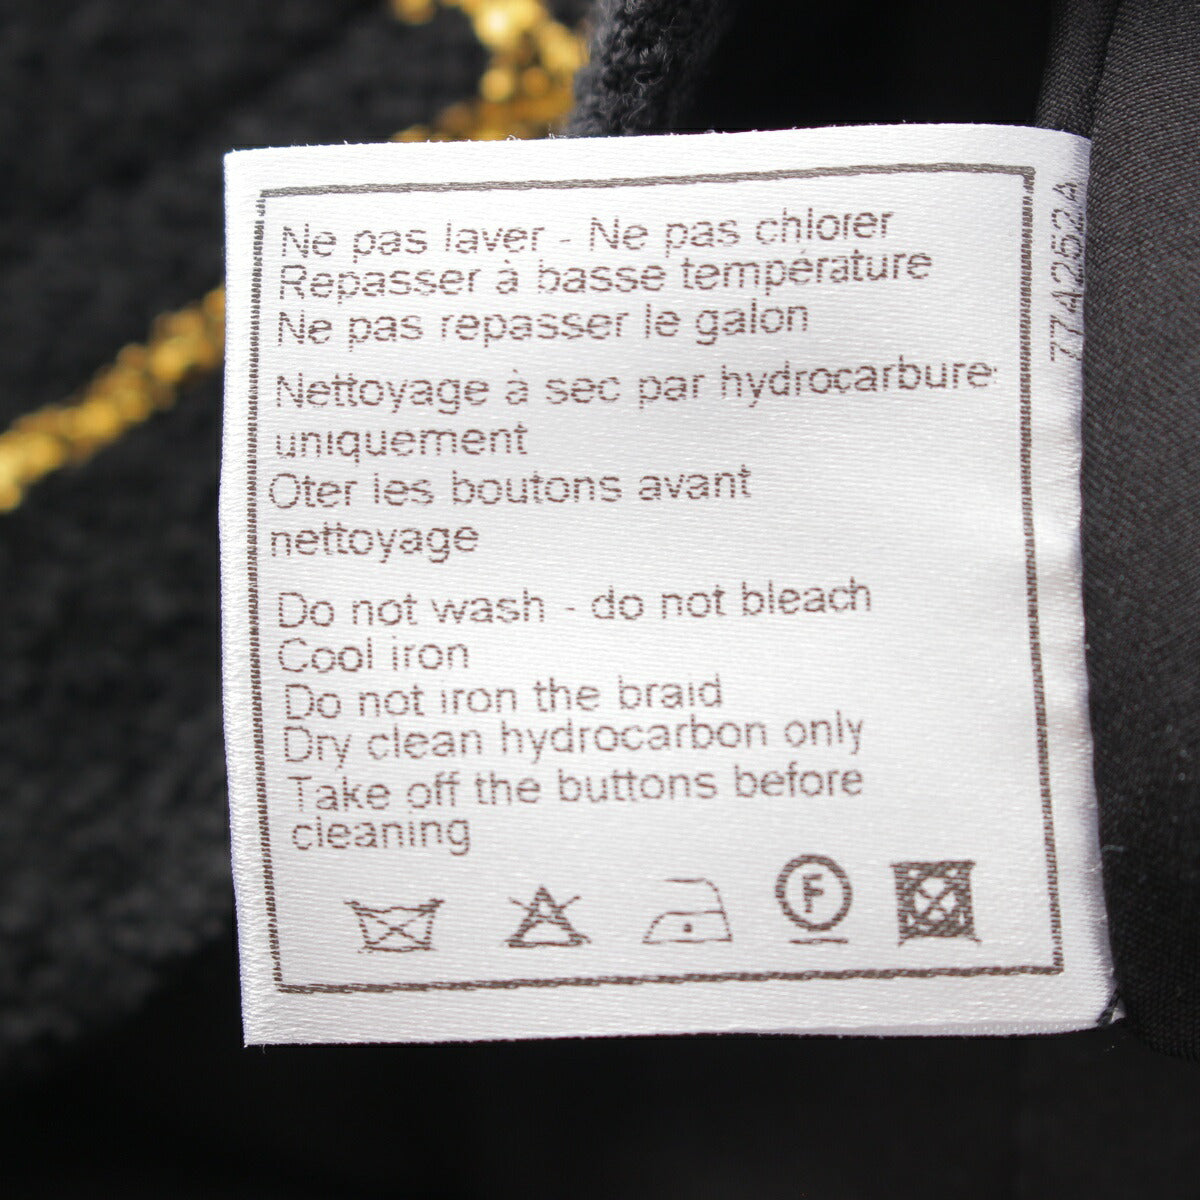 Ne pas laver - Ne pas chlorer
Repasser à basse température
Ne pas repasser le galon
Nettoyage à sec par hydrocarbure
uniquement
Oter les boutons avant
nettoyage
Do not wash - do not bleach
Cool iron
Do not iron the braid
Dry clean hydrocarbon only
Take off the buttons before
cleaning
F
7742522A